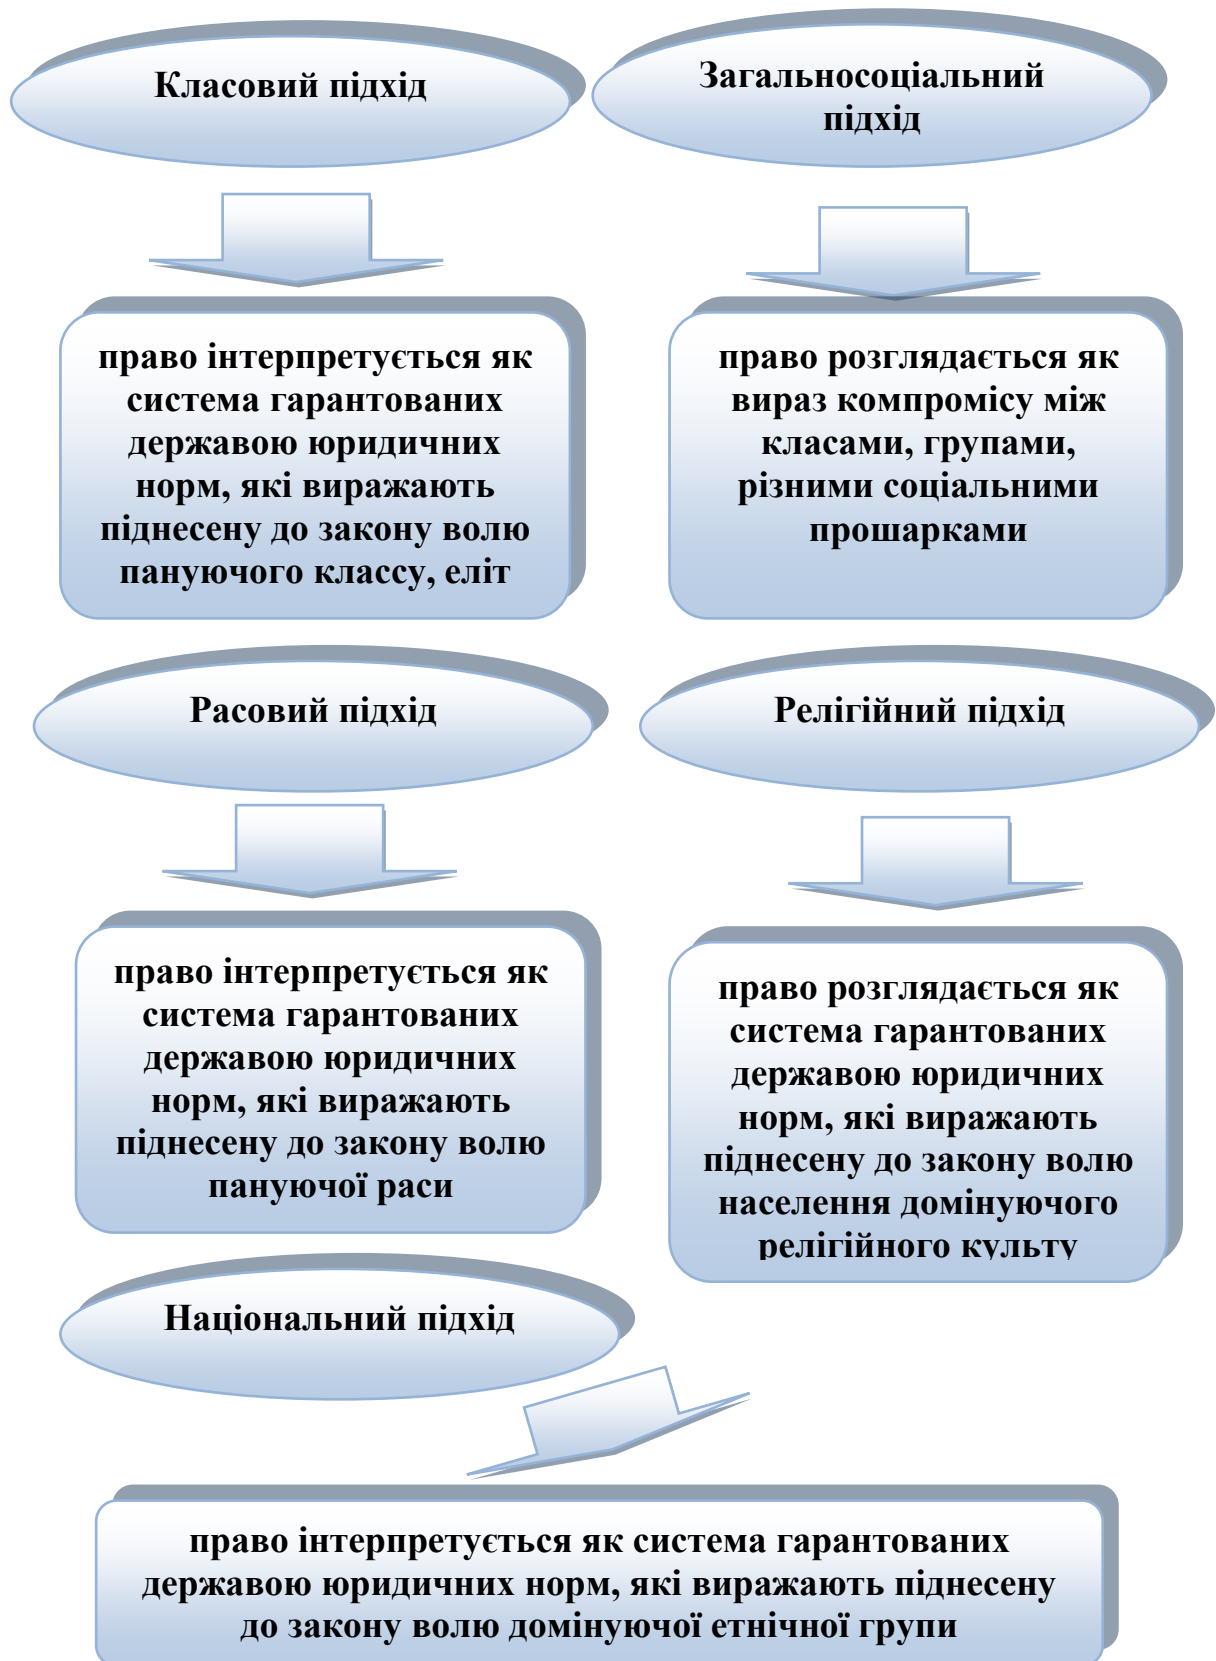 Класовий підхід
Загальносоціальний
підхід
право інтерпретується як
система гарантованих
державою юридичних
норм, які виражають
піднесену до закону волю
пануючого классу, еліт
право розглядається як
вираз компромісу між
класами, групами,
різними соціальними
прошарками
Расовий підхід
Релігійний підхід
право інтерпретується як
система гарантованих
державою юридичних
норм, які виражають
піднесену до закону волю
пануючої раси
право розглядається як
система гарантованих
державою юридичних
норм, які виражають
піднесену до закону волю
населення домінуючого
релігійного культу
Національний підхід
право інтерпретується як система гарантованих
державою юридичних норм, які виражають піднесену
до закону волю домінуючої етнічної групи